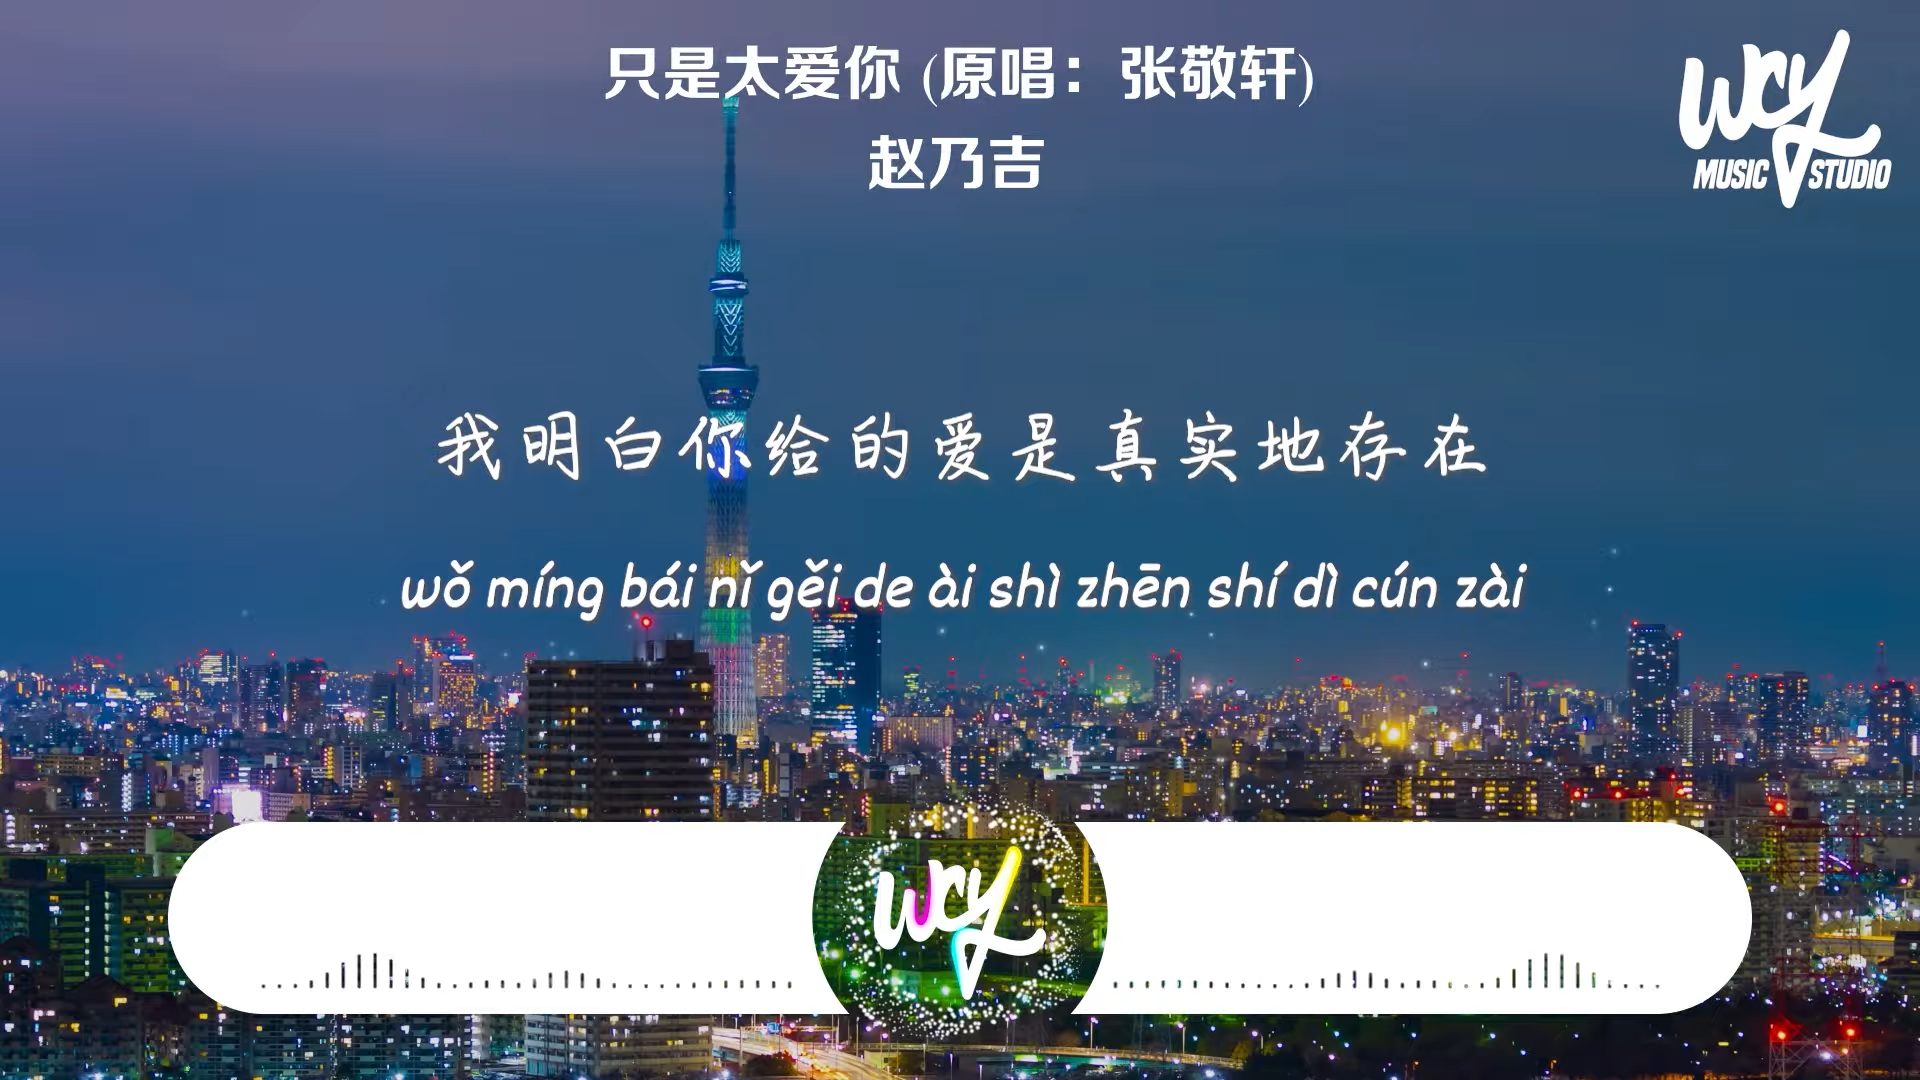 只是太爱你 (原唱：张敬轩)
赵乃吉
wcy
MUSIC STUDIO
我明白你给的爱是真实地存在
wǒ míng bái nǐ gěi de ài shì zhēn shí dì cún zài
wcy